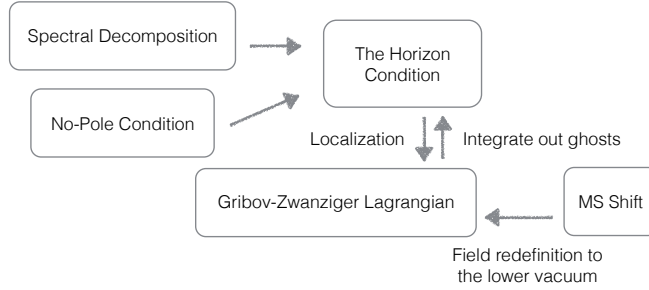 Spectral Decomposition
The Horizon
Condition
No-Pole Condition
Localization
Integrate out ghosts
Gribov-Zwanziger Lagrangian
MS Shift
Field redefinition to
the lower vacuum